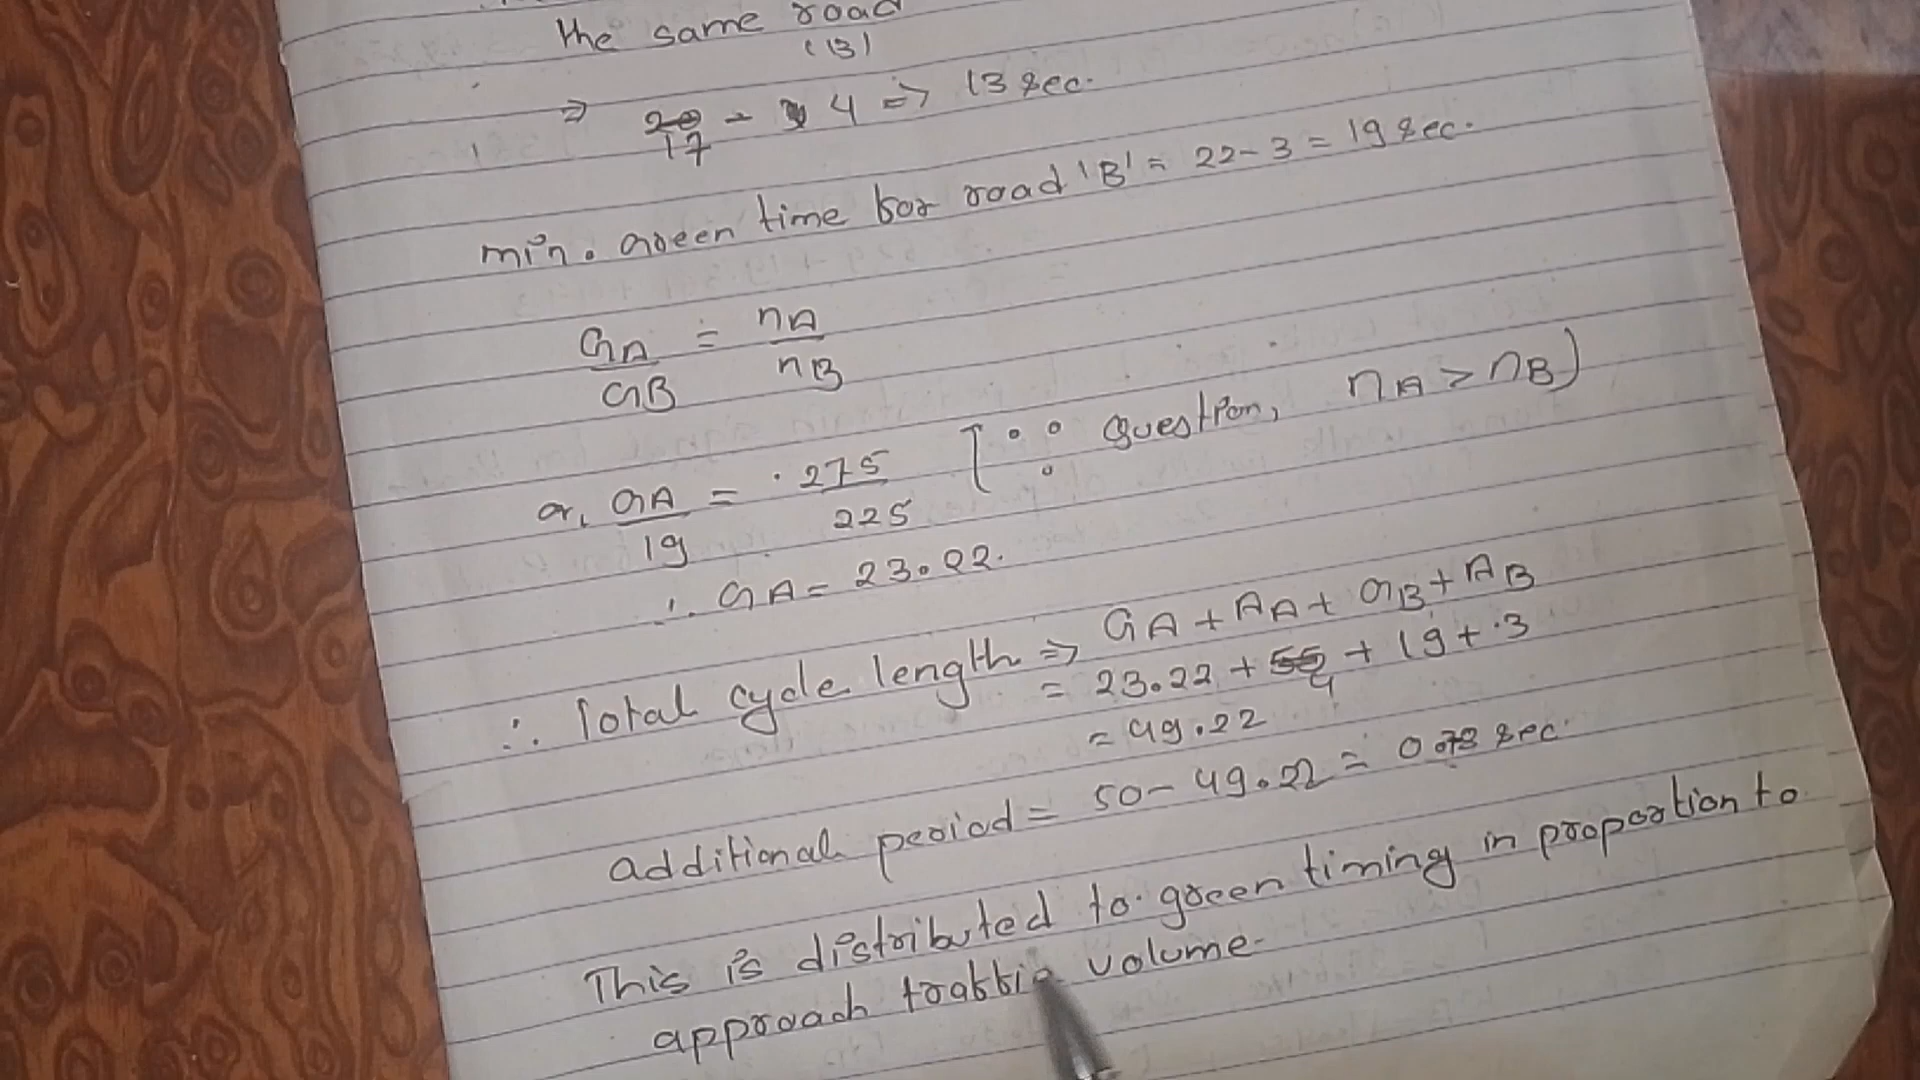 the same road
(B)
⇒ 20 - 4 ⇒ 13 sec.
17
min. Green time for road 'B' = 22-3 = 19 sec.
GA = nA
GB nB
or, GA = 275 [∵ question, nA > nB)
19 225
∴ GA = 23.22.
∴ Total cycle length ⇒ GA + AA + GB + AB
= 23.22 + 55 + 19 + 3
4
= 49.22
additional period = 50 - 49.22 = 0.78 sec.
This is distributed to green timing in proportion to
approach traffic volume.